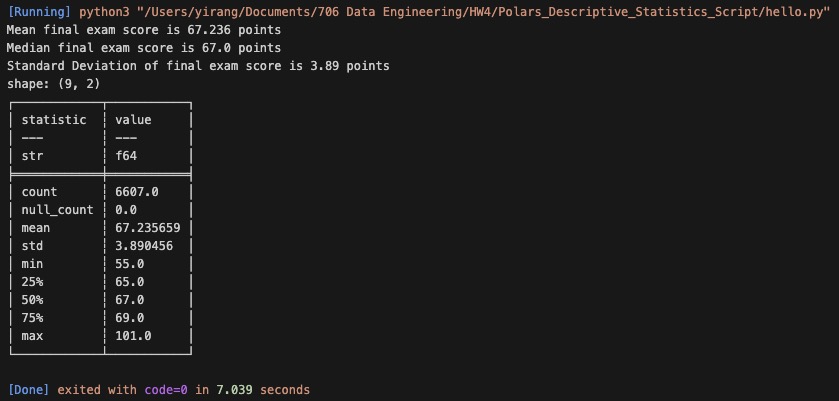 [Running] python3 "/Users/yirang/Documents/706 Data Engineering/HW4/Polars_Descriptive_Statistics_Script/hello.py"
Mean final exam score is 67.236 points
Median final exam score is 67.0 points
Standard Deviation of final exam score is 3.89 points
shape: (9, 2)
statistic value
--- ---
str f64
count 6607.0
null_count 0.0
mean 67.235659
std 3.890456
min 55.0
25% 65.0
50% 67.0
75% 69.0
max 101.0
[Done] exited with code=0 in 7.039 seconds